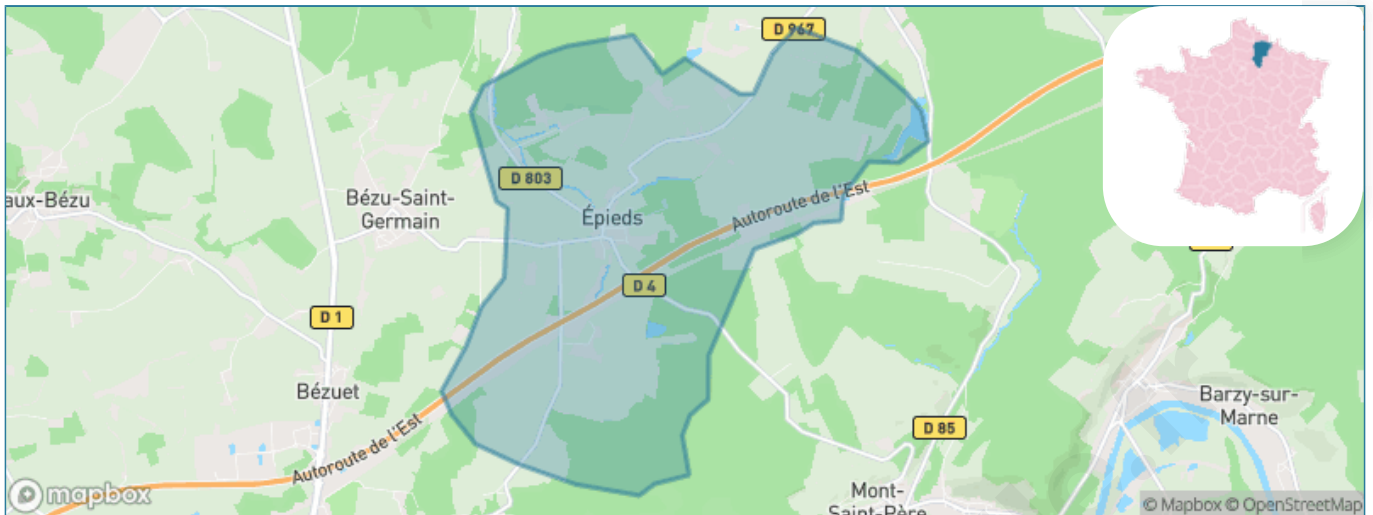 D 967
D 803
aux-Bézu
Bézu-Saint-
Germain
Épieds
Autoroute de l'Est
D 4
D 1
Bézuet
Barzy-sur-
Marne
Autoroute de l'Est
D 85
Mont-
Saint-Père
mapbox
© Mapbox © OpenStreetMap